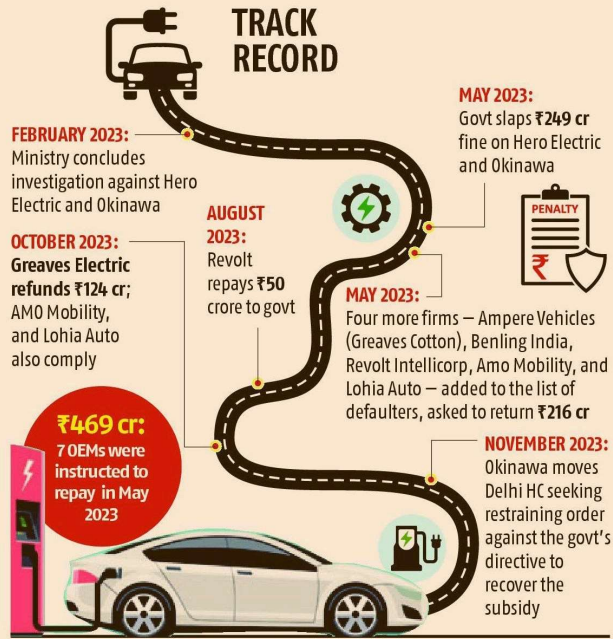 TRACK
RECORD
FEBRUARY 2023:
Ministry concludes
investigation against Hero
Electric and Okinawa
MAY 2023:
Govt slaps ₹249 cr
fine on Hero Electric
and Okinawa
PENALTY
₹
MAY 2023:
Four more firms — Ampere Vehicles
(Greaves Cotton), Benling India,
Revolt Intellicorp, Amo Mobility, and
Lohia Auto — added to the list of
defaulters, asked to return ₹216 cr
AUGUST
2023:
Revolt
repays ₹50
crore to govt
OCTOBER 2023:
Greaves Electric
refunds ₹124 cr;
AMO Mobility,
and Lohia Auto
also comply
NOVEMBER 2023:
Okinawa moves
Delhi HC seeking
restraining order
against the govt's
directive to
recover the
subsidy
₹469 cr:
7 OEMs were
instructed to
repay in May
2023